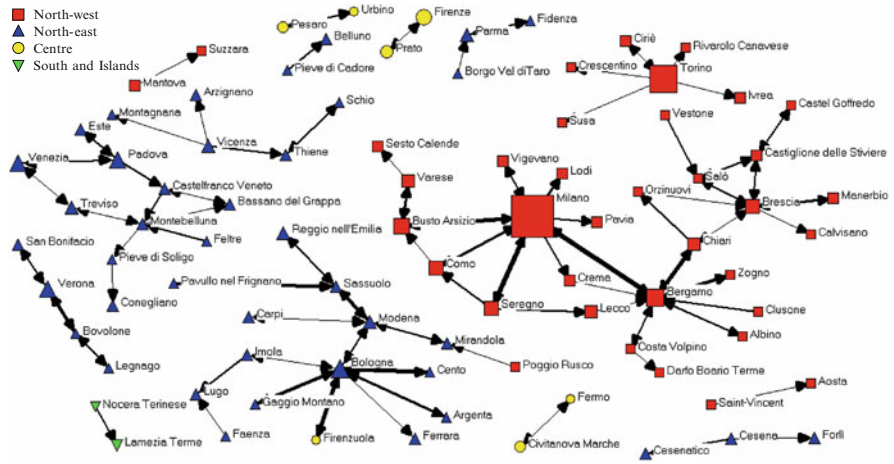 North-west
North-east
Centre
South and Islands
Urbino
Pesaro
Firenze
Prato
Belluno
Pieve di Cadore
Parma
Fidenza
Borgo Val diTaro
Suzzara
Mantova
Arzignano
Montagnana
Schio
Vicenza
Thiene
Este
Padova
Venezia
Castelfranco Veneto
Bassano del Grappa
Treviso
Montebelluna
Feltre
Pieve di Soligo
Conegliano
San Bonifacio
Verona
Bovolone
Legnago
Reggio nell'Emilia
Pavullo nel Frignano
Sassuolo
Carpi
Modena
Mirandola
Poggio Rusco
Imola
Bologna
Cento
Lugo
Gaggio Montano
Argenta
Faenza
Firenzuola
Ferrara
Nocera Terinese
Lamezia Terme
Ciriè
Rivarolo Canavese
Crescentino
Torino
Ivrea
Susa
Vestone
Castel Goffredo
Castiglione delle Stiviere
Salò
Orzinuovi
Brescia
Manerbio
Calvisano
Chiari
Sesto Calende
Vigevano
Lodi
Varese
Milano
Busto Arsizio
Pavia
Como
Crema
Seregno
Lecco
Bergamo
Zogno
Clusone
Albino
Costa Volpino
Darfo Boario Terme
Fermo
Civitanova Marche
Aosta
Saint-Vincent
Cesena
Forlì
Cesenatico